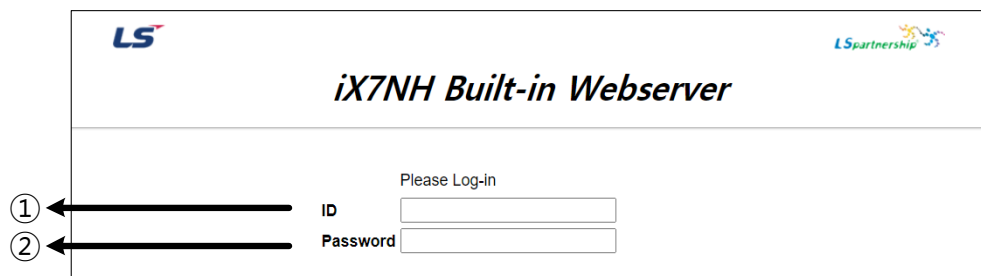 LS
LSpartnership
iX7NH Built-in Webserver
Please Log-in
① ID
② Password